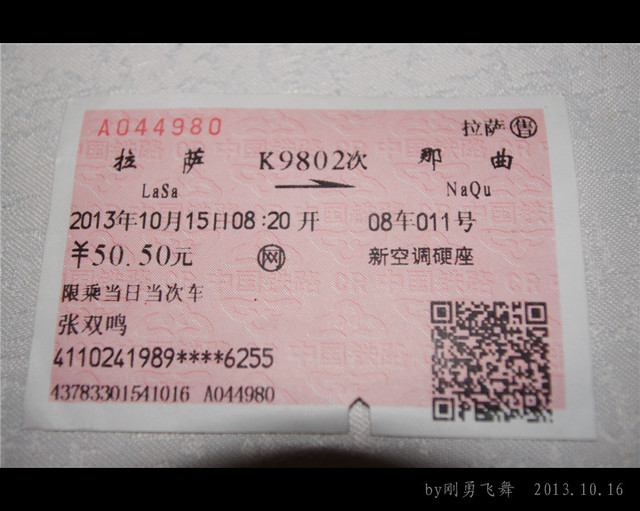 A044980
拉萨 售
拉 萨 K9802次 那 曲
LaSa NaQu
2013年10月15日08:20 开 08车011号
¥50.50元 网 新空调硬座
限乘当日当次车
张双鸣
4110241989****6255
43783301541016 A044980
by刚勇飞舞 2013.10.16